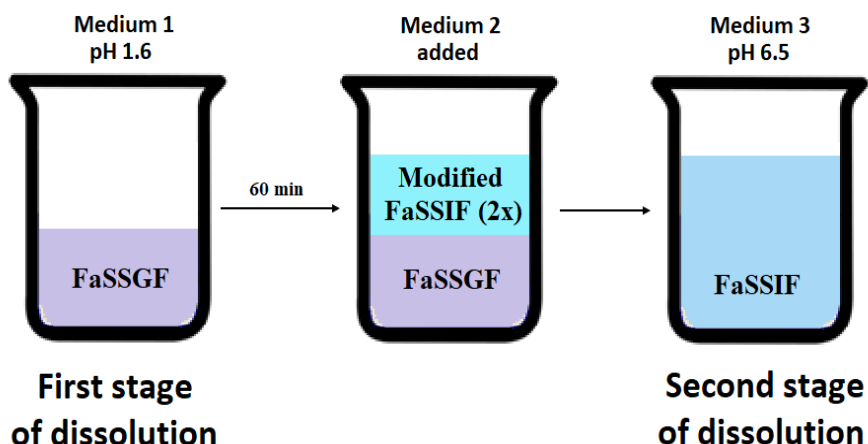 Medium 1
pH 1.6
Medium 2
added
Medium 3
pH 6.5
60 min
FaSSGF
Modified
FaSSIF (2x)
FaSSGF
FaSSIF
First stage
of dissolution
Second stage
of dissolution